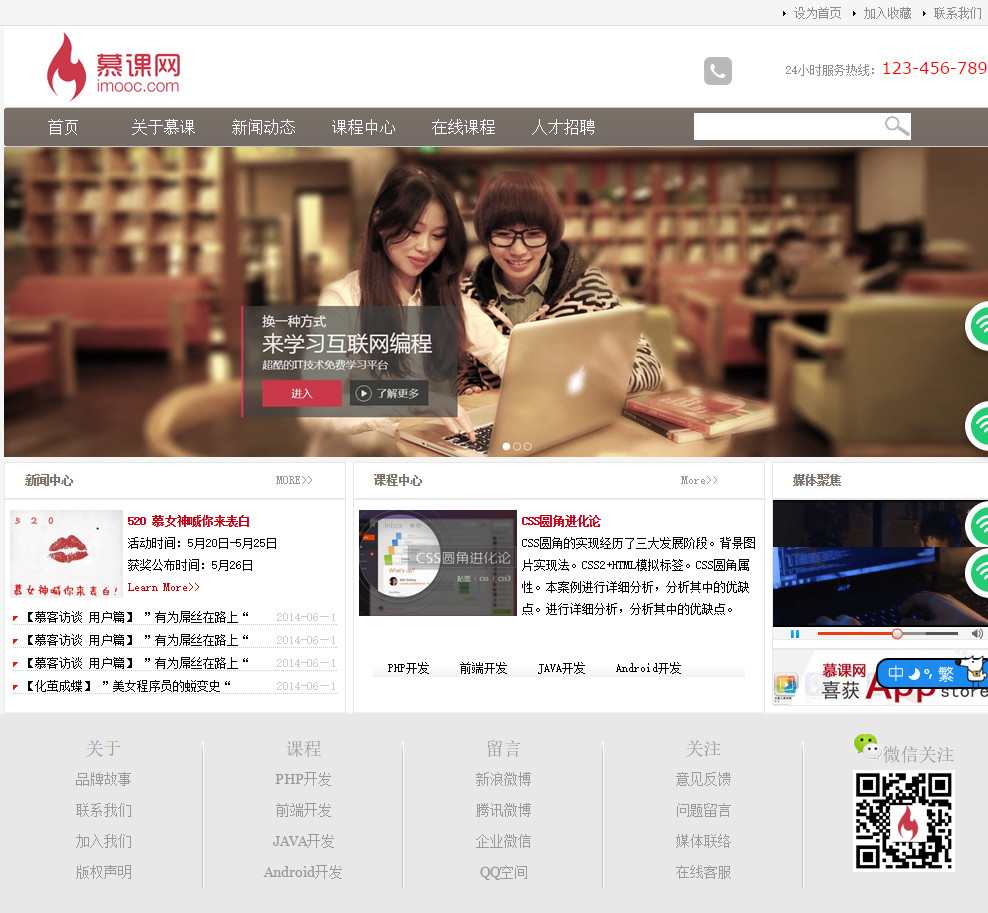 设为首页 加入收藏 联系我们
慕课网
imooc.com
24小时服务热线：123-456-789
首页 关于慕课 新闻动态 课程中心 在线课程 人才招聘
换一种方式
来学习互联网编程
超酷的IT技术免费学习平台
进入 了解更多
新闻中心 MORE>>
520
慕女神喊你来表白！
520 慕女神喊你来表白
活动时间：5月20日-5月25日
获奖公布时间：5月26日
Learn More>>
【慕客访谈 用户篇】 ”有为屌丝在路上“ 2014-06—1
【慕客访谈 用户篇】 ”有为屌丝在路上“ 2014-06—1
【慕客访谈 用户篇】 ”有为屌丝在路上“ 2014-06—1
【化茧成蝶】 ”美女程序员的蜕变史“ 2014-06—1
课程中心 More>>
Inbox
What's up?
CSS圆角进化论
CSS圆角进化论
CSS圆角的实现经历了三大发展阶段。背景图
片实现法。CSS2+HTML模拟标签。CSS圆角属
性。本案例进行详细分析，分析其中的优缺
点。进行详细分析，分析其中的优缺点。
PHP开发 前端开发 JAVA开发 Android开发
媒体聚焦
慕课网
喜获 App store
中 繁
关于
品牌故事
联系我们
加入我们
版权声明
课程
PHP开发
前端开发
JAVA开发
Android开发
留言
新浪微博
腾讯微博
企业微信
QQ空间
关注
意见反馈
问题留言
媒体联络
在线客服
微信关注